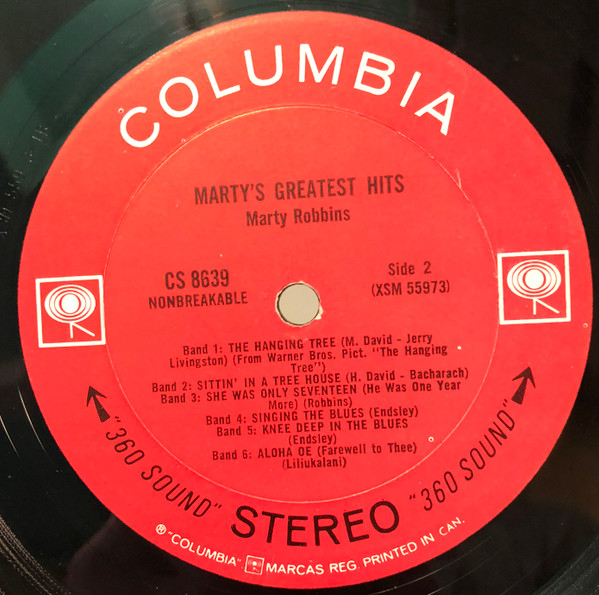 COLUMBIA
MARTY'S GREATEST HITS
Marty Robbins
CS 8639
NONBREAKABLE
Side 2
(XSM 55973)
Band 1: THE HANGING TREE (M. David - Jerry
Livingston) (From Warner Bros. Pict. "The Hanging
Tree")
Band 2: SITTIN' IN A TREE HOUSE (H. David - Bacharach)
Band 3: SHE WAS ONLY SEVENTEEN (He Was One Year
More) (Robbins)
Band 4: SINGING THE BLUES (Endsley)
Band 5: KNEE DEEP IN THE BLUES
(Endsley)
Band 6: ALOHA OE (Farewell to Thee)
(Liliukalani)
"360 SOUND" STEREO "360 SOUND"
® "COLUMBIA" MARCAS REG. PRINTED IN CAN.